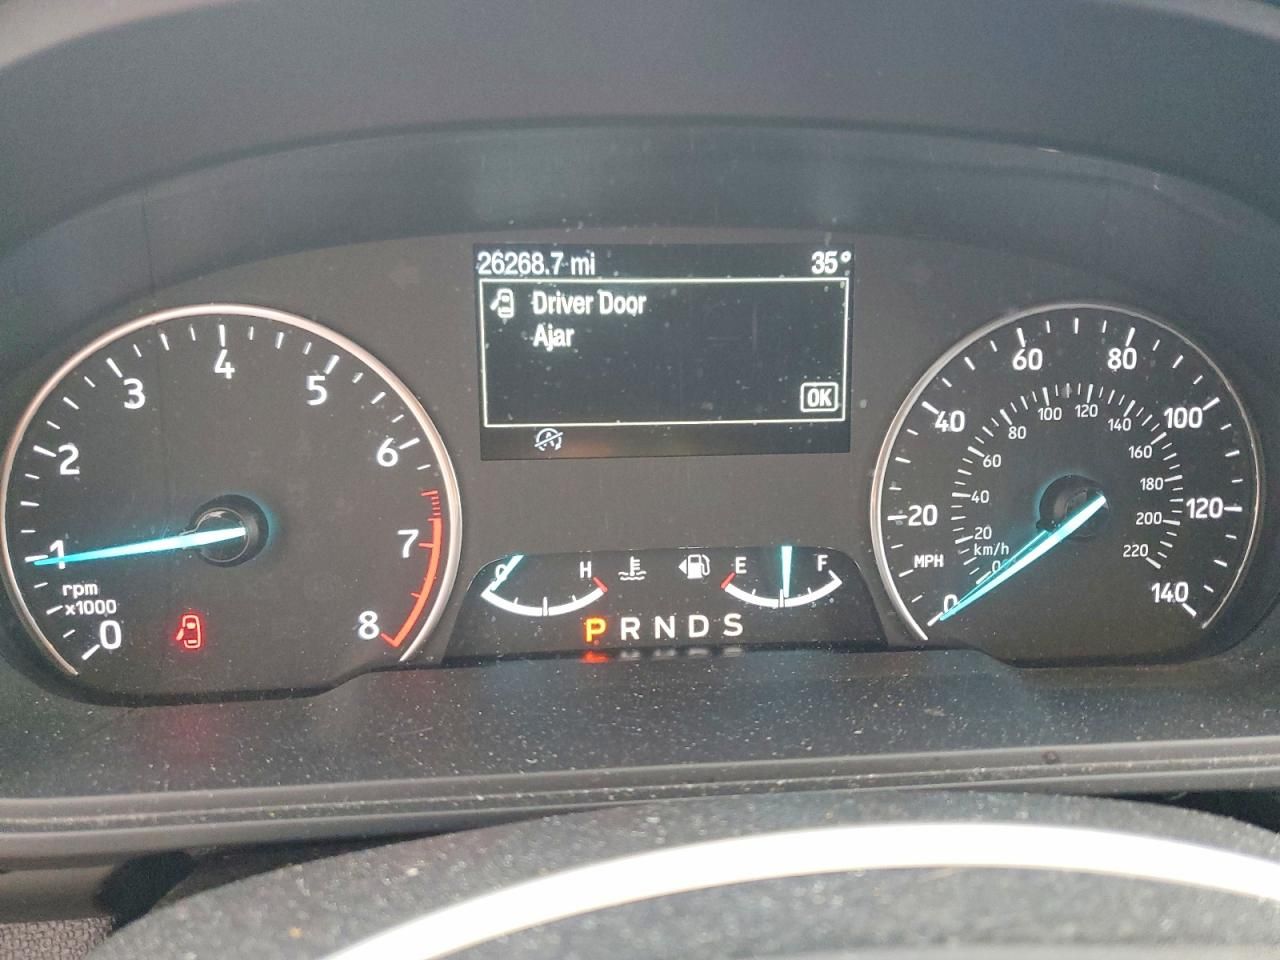 26268.7 mi 35°
Driver Door
Ajar
OK
0 1 2 3 4 5 6 7 8
rpm
x1000
C H
E F
P R N D S
0 20 40 60 80 100 120 140
MPH
0 20 40 60 80 100 120 140 160 180 200 220
km/h